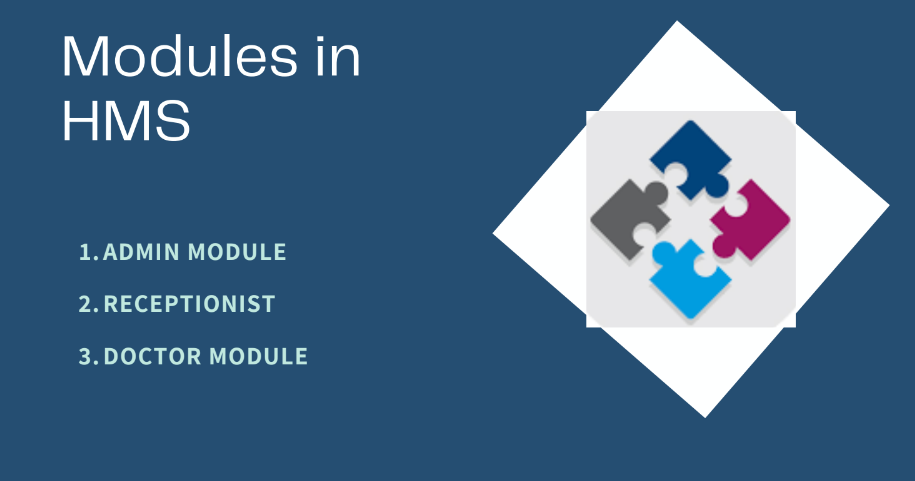 Modules in
HMS
1. ADMIN MODULE
2. RECEPTIONIST
3. DOCTOR MODULE